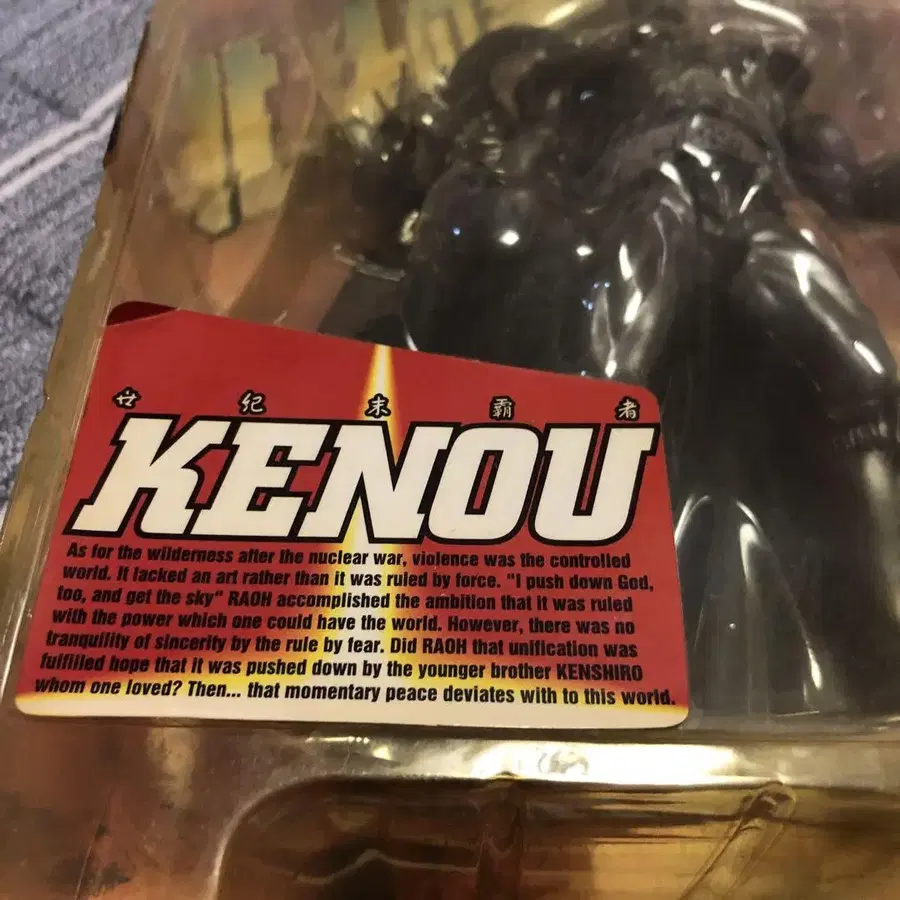 世紀末覇者
KENOU
As for the wilderness after the nuclear war, violence was the controlled
world. It lacked an art rather than it was ruled by force. "I push down God,
too, and get the sky" RAOH accomplished the ambition that it was ruled
with the power which one could have the world. However, there was no
tranquility of sincerity by the rule by fear. Did RAOH that unification was
fulfilled hope that it was pushed down by the younger brother KENSHIRO
whom one loved? Then... that momentary peace deviates with to this world.